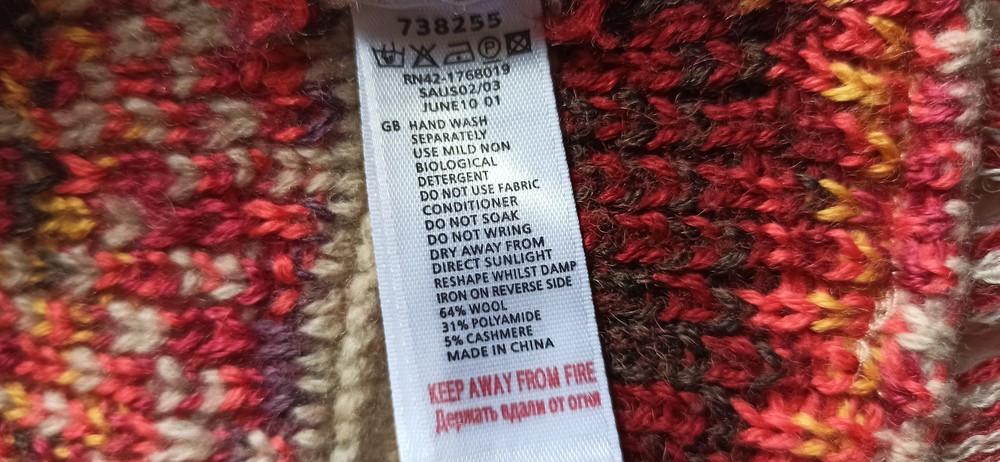 738255
P
RN42-1768019
SAUS02/03
JUNE10 01
GB HAND WASH
SEPARATELY
USE MILD NON
BIOLOGICAL
DETERGENT
DO NOT USE FABRIC
CONDITIONER
DO NOT SOAK
DO NOT WRING
DRY AWAY FROM
DIRECT SUNLIGHT
RESHAPE WHILST DAMP
IRON ON REVERSE SIDE
64% WOOL
31% POLYAMIDE
5% CASHMERE
MADE IN CHINA
KEEP AWAY FROM FIRE
Держать вдали от огня